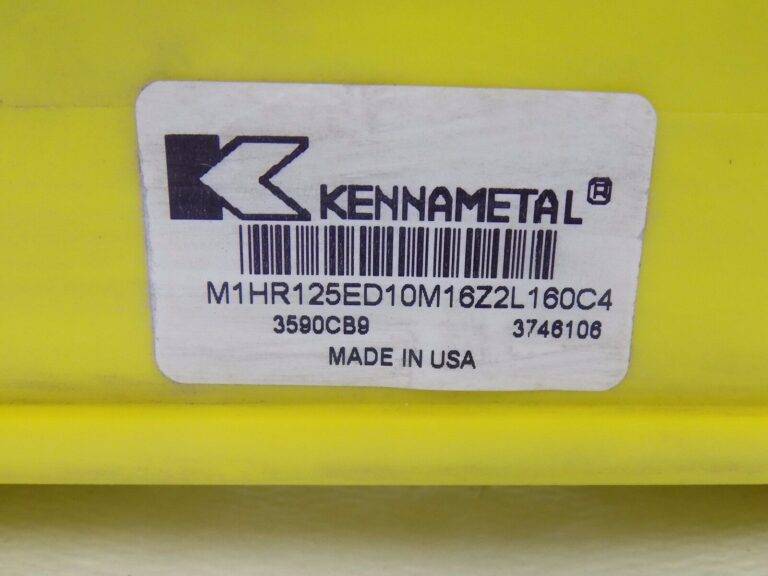 KENNAMETAL®
M1HR125ED10M16Z2L160C4
3590CB9 3746106
MADE IN USA